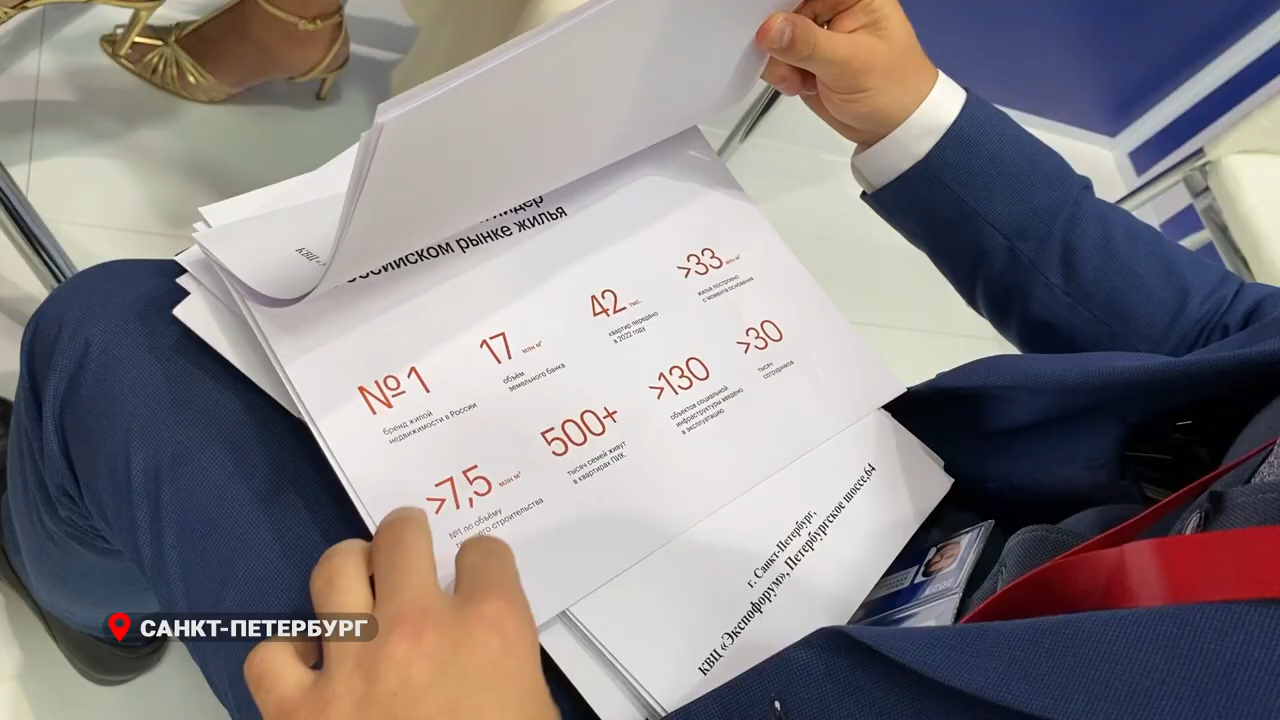 лидер
российском рынке жилья
КВЦ «Э
№1
бренд жилой
недвижимости в России
17 млн м²
объём
земельного банка
42 тыс.
квартир передано
в 2022 году
>33 млн м²
жилья построено
с момента основания
>7,5 млн м²
№1 по объёму
текущего строительства
500+
тысяч семей живут
в квартирах ПИК
>130
объектов социальной
инфраструктуры введено
в эксплуатацию
>30
тысяч
сотрудников
г. Санкт-Петербург,
КВЦ «Экспофорум», Петербургское шоссе,64
САНКТ-ПЕТЕРБУРГ